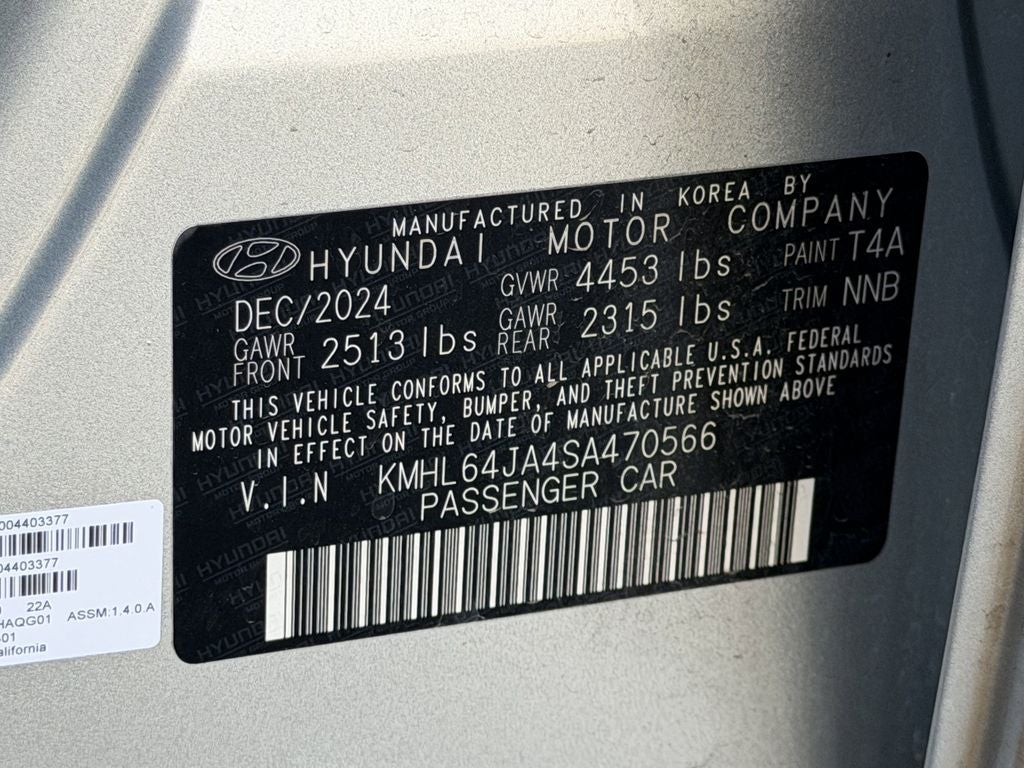 MANUFACTURED IN KOREA BY
HYUNDAI MOTOR COMPANY
DEC/2024 GVWR 4453 lbs PAINT T4A
GAWR FRONT 2513 lbs GAWR REAR 2315 lbs TRIM NNB
THIS VEHICLE CONFORMS TO ALL APPLICABLE U.S.A. FEDERAL
MOTOR VEHICLE SAFETY, BUMPER, AND THEFT PREVENTION STANDARDS
IN EFFECT ON THE DATE OF MANUFACTURE SHOWN ABOVE
V.I.N KMHL64JA4SA470566
PASSENGER CAR
004403377
04403377
22A
HAQG01 ASSM:1.4.0.A
01
alifornia